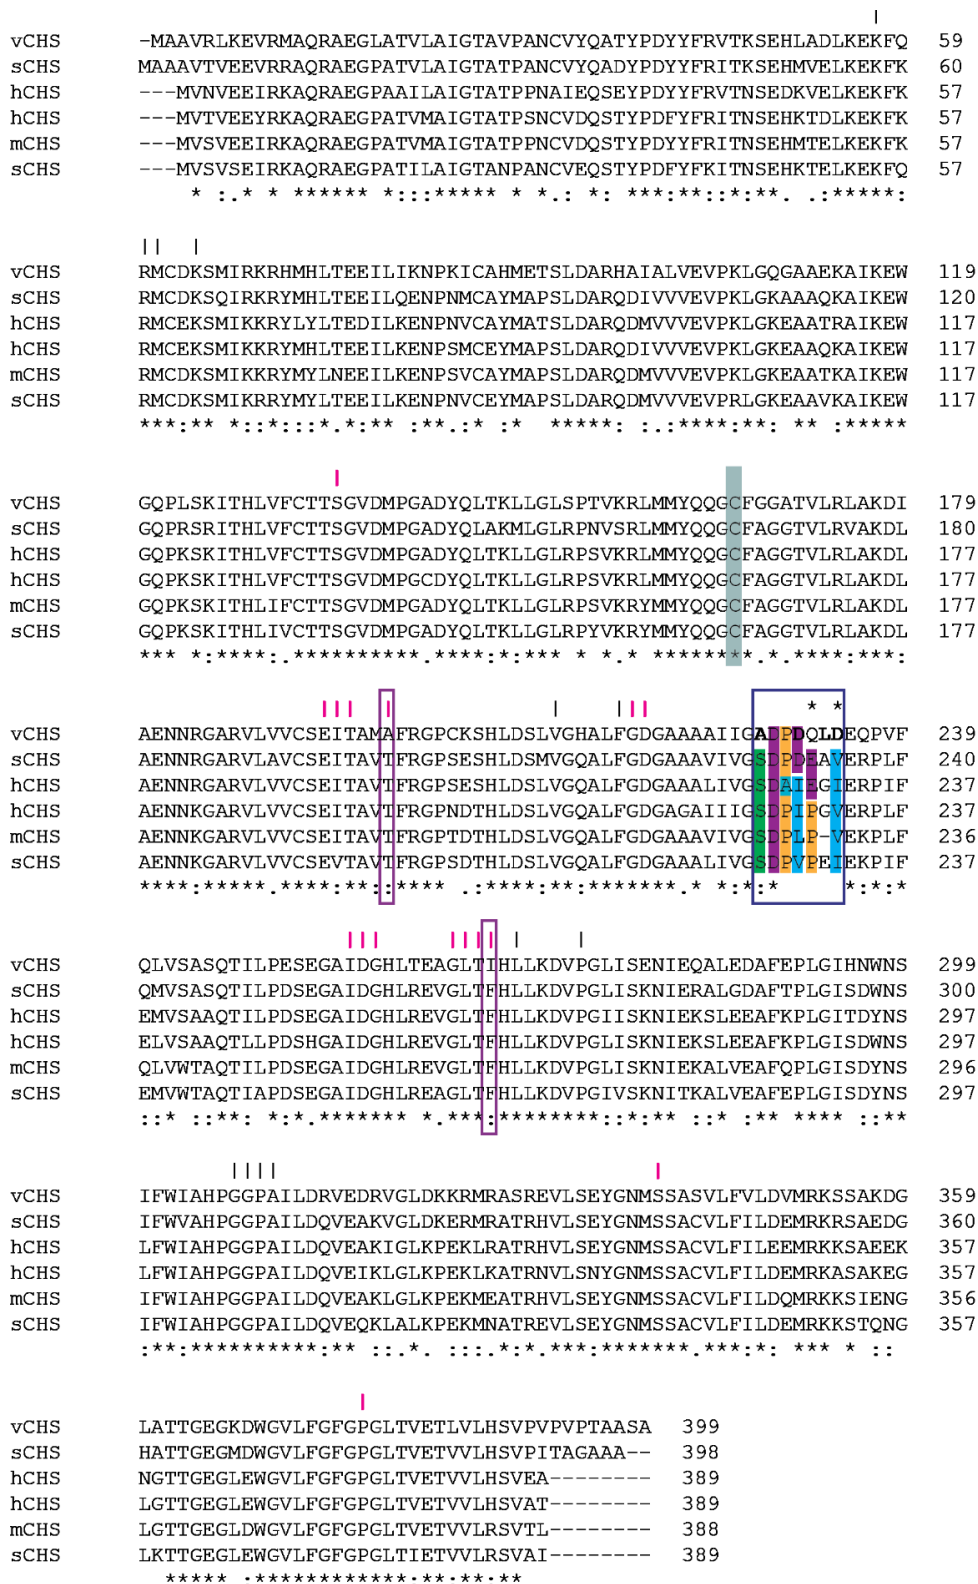 vCHS -MAAVRLKEVRMAQRAEGLATVLAIGTAVPANCVYQATYPDYYFRVTKSEHLADLKEKFQ 59
sCHS MAAAVTVEEVRRAQRAEGPATVLAIGTATPANCVYQADYPDYYFRITKSEHMVELKEKFK 60
hCHS ---MVNVEEIRKAQRAEGPAAILAIGTATPPNAIEQSEYPDYYFRVTNSEDKVELKEKFK 57
hCHS ---MVTVEEYRKAQRAEGPATVMAIGTATPSNCVDQSTYPDFYFRITNSEHKTDLKEKFK 57
mCHS ---MVSVEEIRKAQRAEGPATVMAIGTATPPNCVDQSTYPDYYFRITNSEHMTELKEKFK 57
sCHS ---MVSVSEIRKAQRAEGPATILAIGTANPANCVEQSTYPDFYFKITNSEHKTELKEKFQ 57
* :.* * ****** *:::***** * *.: *: ***:**::*:**. .:******:
vCHS RMCDKSMIRKRHMHLTEEILIKNPKICAHMETSLDARHAIALVEVPKLGQGAAEKAIKEW 119
sCHS RMCDKSQIRKRYMHLTEEILQENPNMCAYMAPSLDARQDIVVVEVPKLGKAAAQKAIKEW 120
hCHS RMCEKSMIKKRYLYLTEDILKENPNVCAYMATSLDARQDMVVVEVPKLGKEAATRAIKEW 117
hCHS RMCEKSMIKKRYMHLTEEILKENPSMCEYMAPSLDARQDIVVVEVPKLGKEAAQKAIKEW 117
mCHS RMCDKSMIKKRYMYLNEEILKENPSVCAYMAPSLDARQDMVVVEVPKLGKEAATKAIKEW 117
sCHS RMCDKSMIKRRYMYLTEEILKENPNVCEYMAPSLDARQDMVVVEVPRLGKEAAVKAIKEW 117
***:** *::*::*.*:** :**.:* :* ******: :.:****:**: ** :*****
vCHS GQPLSKITHLVFCTTSGVDMPGADYQLTKLLGLSPTVKRLMMYQQGCFGGATVLRLAKDI 179
sCHS GQPRSRITHLVFCTTSGVDMPGADYQLAKMLGLRPNVSRLMMYQQGCFAGGTVLRVAKDL 180
hCHS GQPKSKITHLVFCTTSGVDMPGADYQLTKLLGLRPSVKRLMMYQQGCFAGGTVLRLAKDL 177
hCHS GQPKSKITHLVFCTTSGVDMPGCDYQLTKLLGLRPSVKRLMMYQQGCFAGGTVLRLAKDL 177
mCHS GQPKSKITHLIFCTTSGVDMPGADYQLTKLLGLRPSVKRYMMYQQGCFAGGTVLRLAKDL 177
sCHS GQPKSKITHLIVCTTSGVDMPGADYQLTKLLGLRPYVKRYMMYQQGCFAGGTVLRLAKDL 177
*** *:****:.**********.****:*:*** * *.* ********.*.****:***:
* *
vCHS AENNRGARVLVVCSEITAMAFRGPCKSHLDSLVGHALFGDGAAAAIIGADPDQLDEQPVF 239
sCHS AENNRGARVLAVCSEITAVTFRGPSESHLDSMVGQALFGDGAAAVIVGSDPDEAVERPLF 240
hCHS AENNKGARVLVVCSEITAVTFRGPSESHLDSLVGQALFGDGAAALIVGSDAIEGIERPIF 237
hCHS AENNKGARVLVVCSEITAVTFRGPNDTHLDSLVGQALFGDGAGAIIIGSDPIPGVERPLF 237
mCHS AENNKGARVLVVCSEITAVTFRGPTDTHLDSLVGQALFGDGAAAVIVGSDPLP-VEKPLF 236
sCHS AENNKGARVLVVCSEVTAVTFRGPSDTHLDSLVGQALFGDGAAALIVGSDPVPEIEKPIF 237
****:*****.****:**::**** .:****:**:*******.* *:*:* *:*:*
vCHS QLVSASQTILPESEGAIDGHLTEAGLTIHLLKDVPGLISENIEQALEDAFEPLGIHNWNS 299
sCHS QMVSASQTILPDSEGAIDGHLREVGLTFHLLKDVPGLISKNIERALGDAFTPLGISDWNS 300
hCHS EMVSAAQTILPDSEGAIDGHLREVGLTFHLLKDVPGLISKNIEKSLEEAFKPLGITDYNS 297
hCHS ELVSAAQTLLPDSHGAIDGHLREVGLTFHLLKDVPGLISKNIEKSLEEAFKPLGISDWNS 297
mCHS QLVWTAQTILPDSEGAIDGHLREAGLTFHLLKDVPGLISKNIEKALVEAFQPLGISDYNS 296
sCHS EMVWTAQTIAPDSEGAIDGHLREAGLTFHLLKDVPGIVSKNITKALVEAFEPLGISDYNS 297
::* ::**: *:*.******* *.***:********::*:** ::* :** **** ::**
vCHS IFWIAHPGGPAILDRVEDRVGLDKKRMRASREVLSEYGNMSSASVLFVLDVMRKSSAKDG 359
sCHS IFWVAHPGGPAILDQVEAKVGLDKERMRATRHVLSEYGNMSSACVLFILDEMRKRSAEDG 360
hCHS LFWIAHPGGPAILDQVEAKIGLKPEKLRATRHVLSEYGNMSSACVLFILEEMRKKSAEEK 357
hCHS LFWIAHPGGPAILDQVEIKLGLKPEKLKATRNVLSNYGNMSSACVLFILDEMRKASAKEG 357
mCHS IFWIAHPGGPAILDQVEAKLGLKPEKMEATRHVLSEYGNMSSACVLFILDQMRKKSIENG 356
sCHS IFWIAHPGGPAILDQVEQKLALKPEKMNATREVLSEYGNMSSACVLFILDEMRKKSTQNG 357
:**:**********:** ::.*. :::.*:*.***:*******.***:*: *** * ::
vCHS LATTGEGKDWGVLFGFGPGLTVETLVLHSVPVPVPTAASA 399
sCHS HATTGEGMDWGVLFGFGPGLTVETVVLHSVPITAGAAA-- 398
hCHS NGTTGEGLEWGVLFGFGPGLTVETVVLHSVEA-------- 389
hCHS LGTTGEGLEWGVLFGFGPGLTVETVVLHSVAT-------- 389
mCHS LGTTGEGLDWGVLFGFGPGLTVETVVLRSVTL-------- 388
sCHS LKTTGEGLEWGVLFGFGPGLTIETVVLRSVAI-------- 389
***** :************:**:**:**